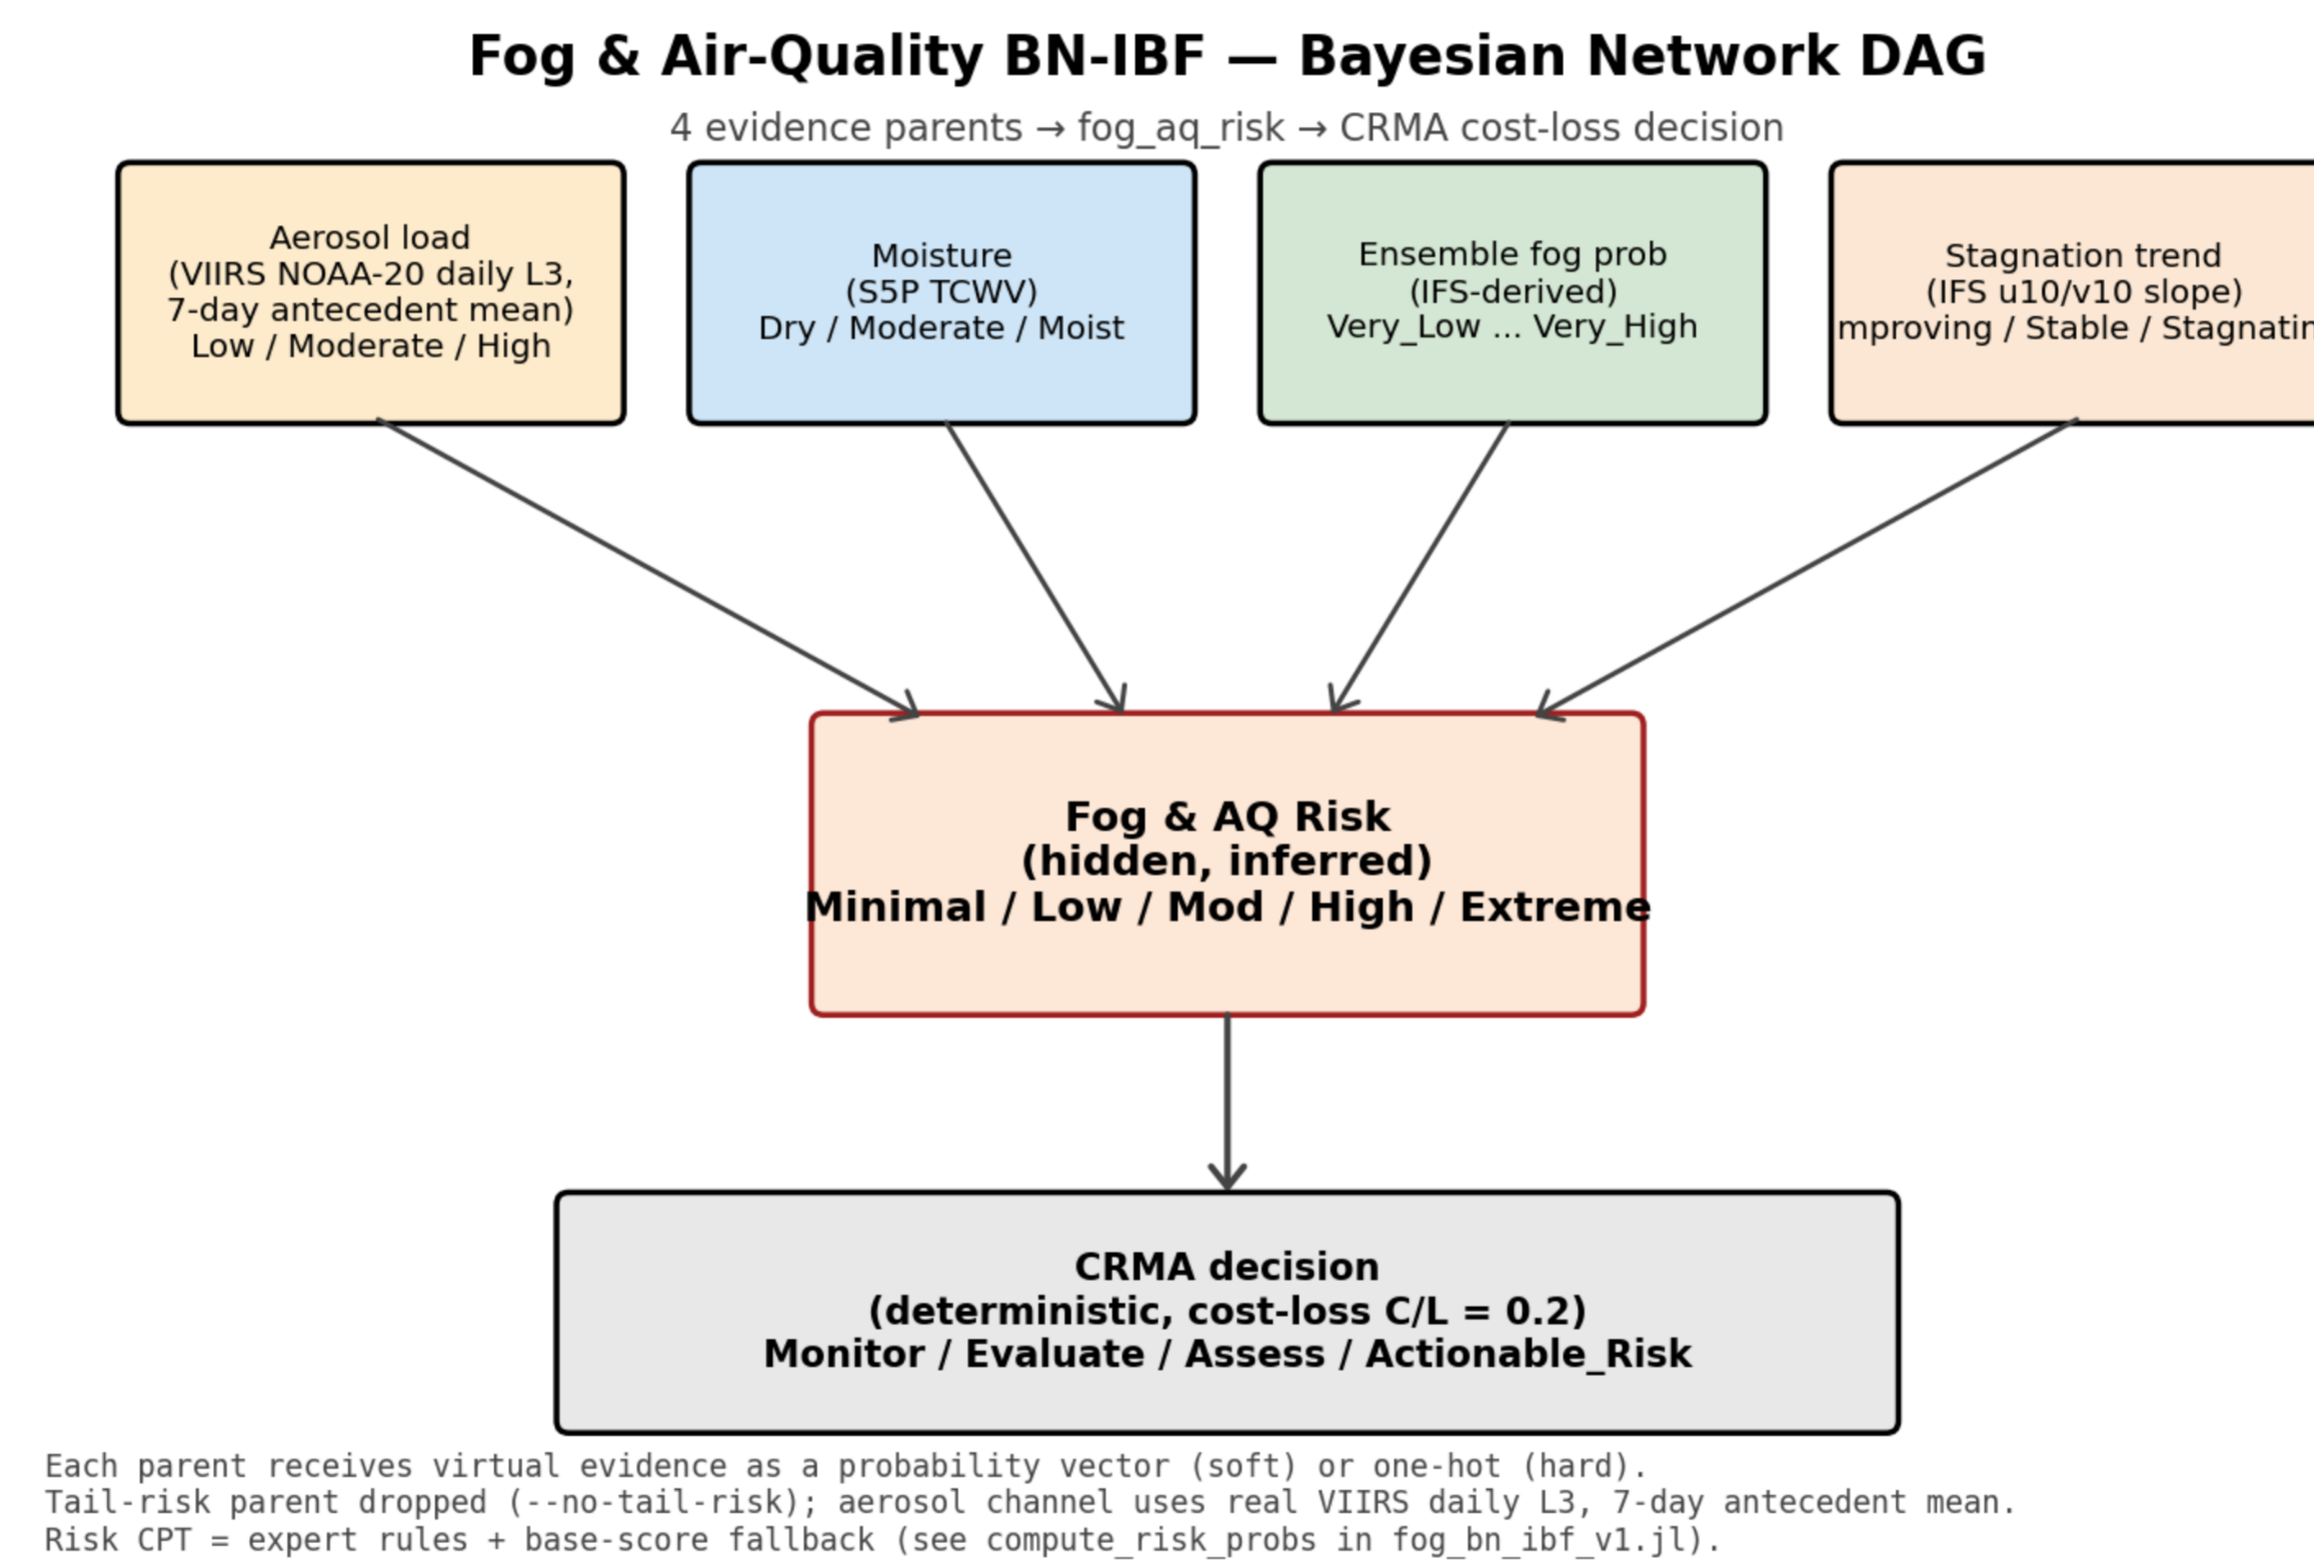 Fog & Air-Quality BN-IBF — Bayesian Network DAG
4 evidence parents → fog_aq_risk → CRMA cost-loss decision
Aerosol load
(VIIRS NOAA-20 daily L3,
7-day antecedent mean)
Low / Moderate / High
Moisture
(S5P TCWV)
Dry / Moderate / Moist
Ensemble fog prob
(IFS-derived)
Very_Low ... Very_High
Stagnation trend
(IFS u10/v10 slope)
mproving / Stable / Stagnatin
Fog & AQ Risk
(hidden, inferred)
Minimal / Low / Mod / High / Extreme
CRMA decision
(deterministic, cost-loss C/L = 0.2)
Monitor / Evaluate / Assess / Actionable_Risk
Each parent receives virtual evidence as a probability vector (soft) or one-hot (hard).
Tail-risk parent dropped (--no-tail-risk); aerosol channel uses real VIIRS daily L3, 7-day antecedent mean.
Risk CPT = expert rules + base-score fallback (see compute_risk_probs in fog_bn_ibf_v1.jl).